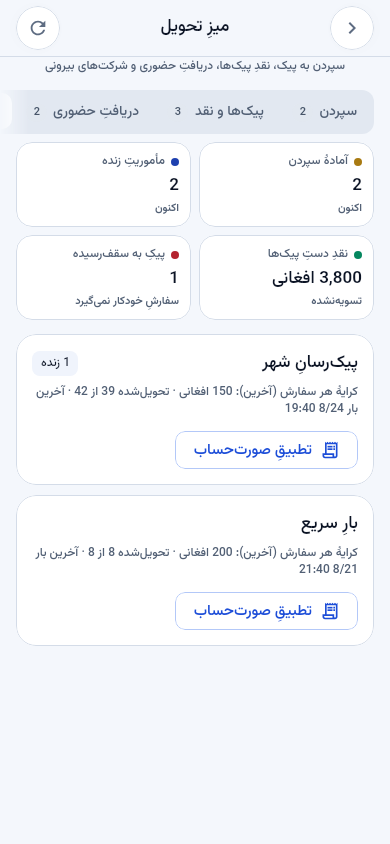 میزِ تحویل
سپردن به پیک، نقدِ پیک‌ها، دریافتِ حضوری و شرکت‌های بیرونی
سپردن 2
پیک‌ها و نقد 3
دریافتِ حضوری 2
آمادهٔ سپردن
2
اکنون
مأموریتِ زنده
2
اکنون
نقدِ دستِ پیک‌ها
3,800 افغانی
تسویه‌نشده
پیکِ به سقف‌رسیده
1
سفارشِ خودکار نمی‌گیرد
پیک‌رسانِ شهر
1 زنده
کرایهٔ هر سفارش (آخرین): 150 افغانی · تحویل‌شده 39 از 42 · آخرین
بار 8/24 19:40
تطبیقِ صورت‌حساب
بارِ سریع
کرایهٔ هر سفارش (آخرین): 200 افغانی · تحویل‌شده 8 از 8 · آخرین بار
8/21 21:40
تطبیقِ صورت‌حساب